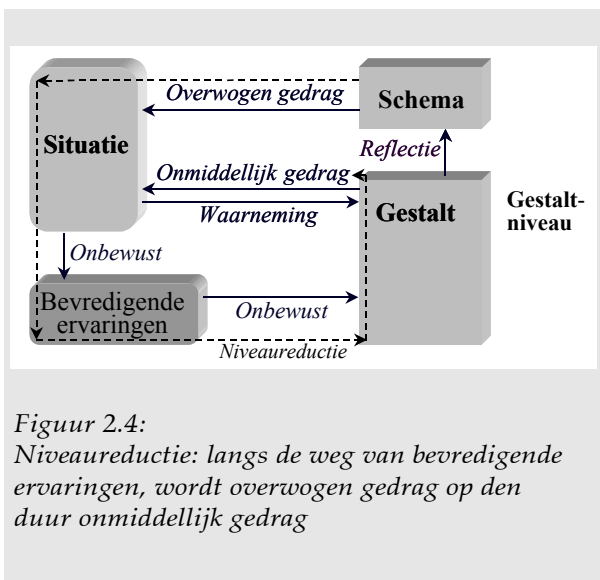 Overwogen gedrag
Schema
Situatie
Reflectie
Onmiddellijk gedrag
Waarneming
Gestalt
Gestalt-
niveau
Onbewust
Bevredigende
ervaringen
Onbewust
Niveaureductie
Figuur 2.4:
Niveaureductie: langs de weg van bevredigende
ervaringen, wordt overwogen gedrag op den
duur onmiddellijk gedrag